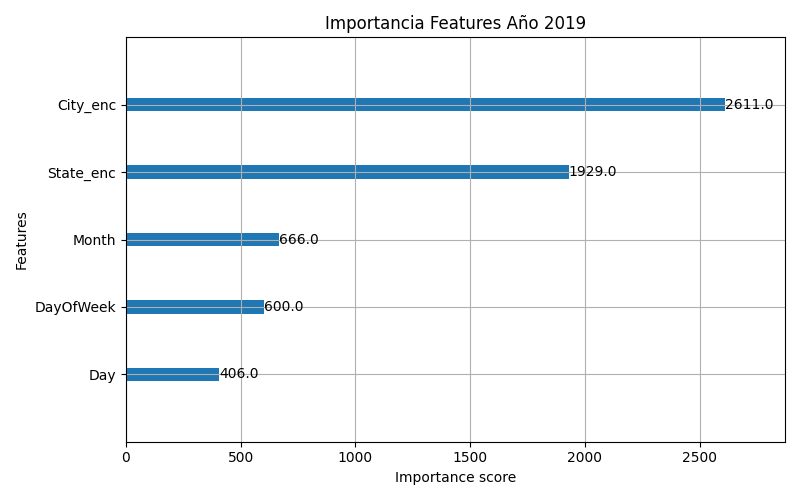 Importancia Features Año 2019
Features
City_enc
2611.0
State_enc
1929.0
Month
666.0
DayOfWeek
600.0
Day
406.0
0 500 1000 1500 2000 2500
Importance score